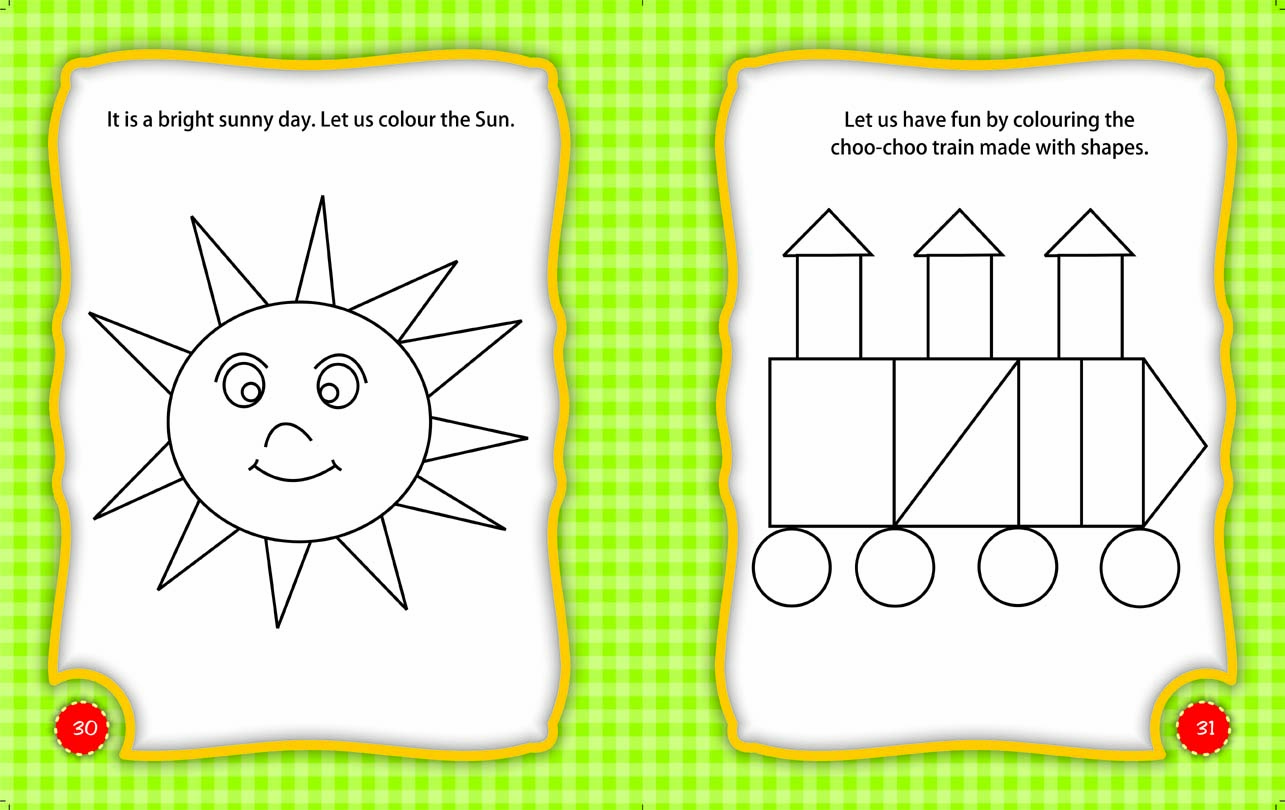 It is a bright sunny day. Let us colour the Sun.
30
Let us have fun by colouring the
choo-choo train made with shapes.
31